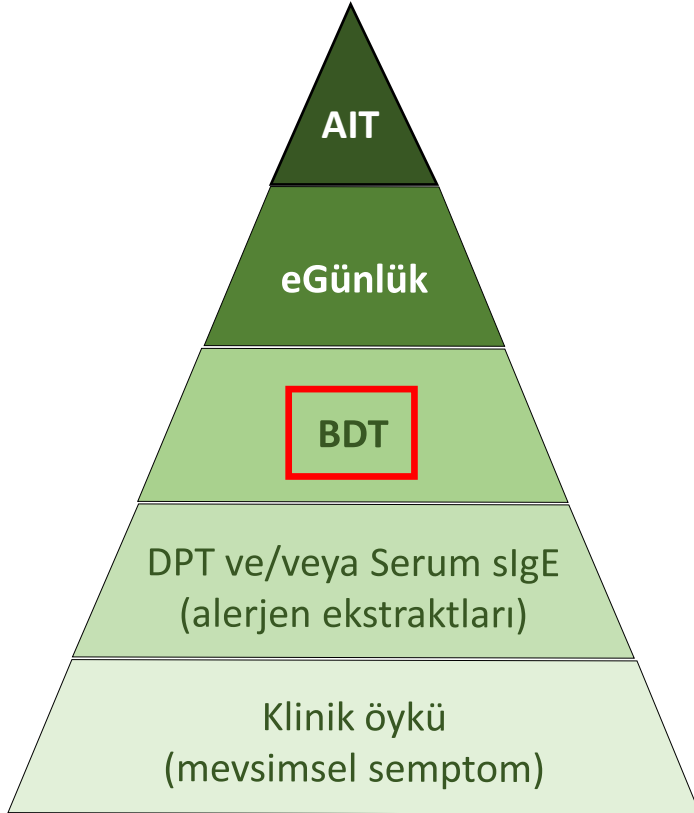 AIT
eGünlük
BDT
DPT ve/veya Serum sIgE
(alerjen ekstraktları)
Klinik öykü
(mevsimsel semptom)